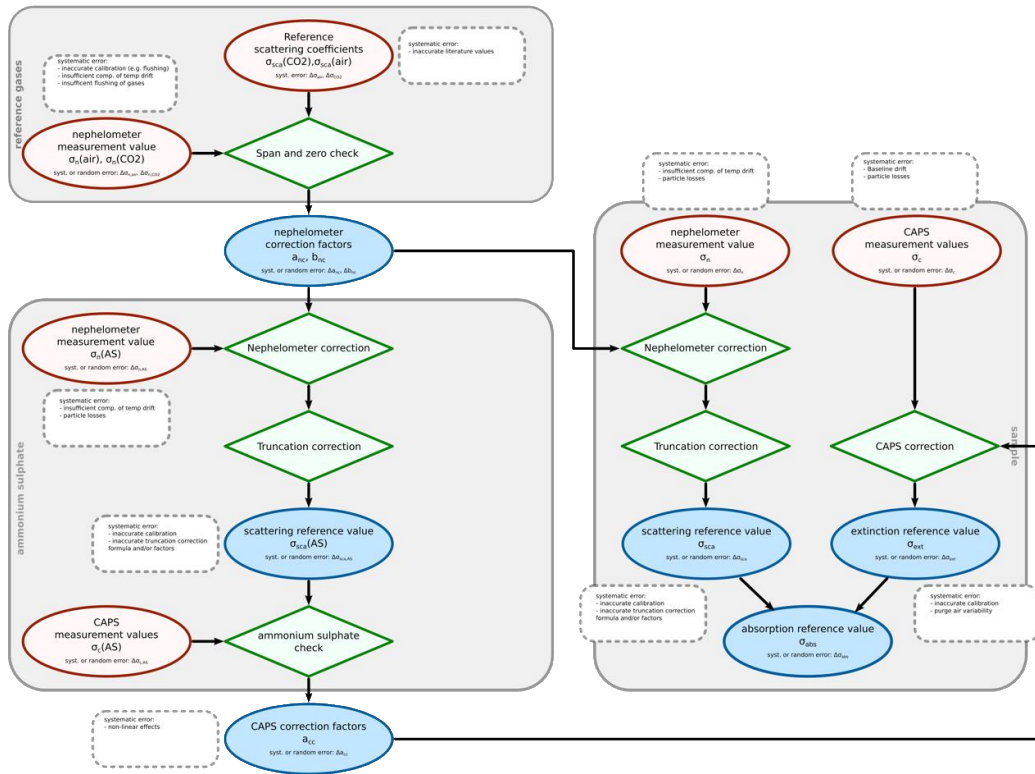 reference gases
systematic error:
- inaccurate calibration (e.g. flushing)
- insufficient comp. of temp drift
- insufficent flushing of gases
Reference
scattering coefficients
σsca(CO2),σsca(air)
syst. error: Δσair, ΔσCO2
systematic error:
- inaccurate literature values
nephelometer
measurement value
σn(air), σn(CO2)
syst. or random error: Δσn,air, Δσn,CO2
Span and zero check
nephelometer
correction factors
anc, bnc
syst. or random error: Δanc, Δbnc
ammonium sulphate
nephelometer
measurement value
σn(AS)
syst. or random error: Δσn,AS
Nephelometer correction
systematic error:
- insufficient comp. of temp drift
- particle losses
Truncation correction
systematic error:
- inaccurate calibration
- inaccurate truncation correction
formula and/or factors
scattering reference value
σsca(AS)
syst. or random error: Δσsca,AS
CAPS
measurement values
σc(AS)
syst. or random error: Δσc,AS
ammonium sulphate
check
systematic error:
- non-linear effects
CAPS correction factors
acc
syst. or random error: Δacc
sample
systematic error:
- insufficient comp. of temp drift
- particle losses
systematic error:
- Baseline drift
- particle losses
nephelometer
measurement value
σn
syst. or random error: Δσn
CAPS
measurement values
σc
syst. or random error: Δσc
Nephelometer correction
Truncation correction
CAPS correction
scattering reference value
σsca
syst. or random error: Δσsca
extinction reference value
σext
syst. or random error: Δσext
systematic error:
- inaccurate calibration
- inaccurate truncation correction
formula and/or factors
systematic error:
- inaccurate calibration
- purge air variability
absorption reference value
σabs
syst. or random error: Δσabs